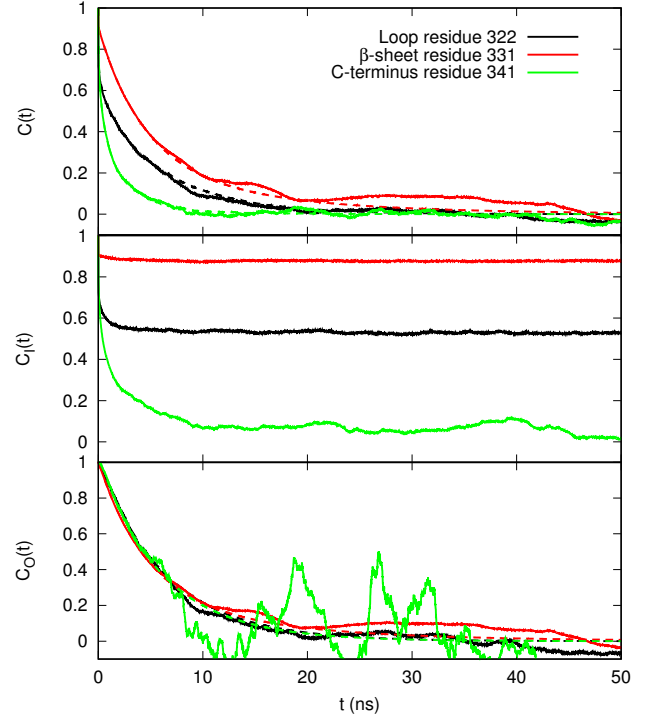 1
Loop residue 322
0.8
β-sheet residue 331
C-terminus residue 341
0.6
C(t)
0.4
0.2
0
1
0.8
0.6
C_I(t)
0.4
0.2
0
1
0.8
0.6
C_O(t)
0.4
0.2
0
0 10 20 30 40 50
t (ns)